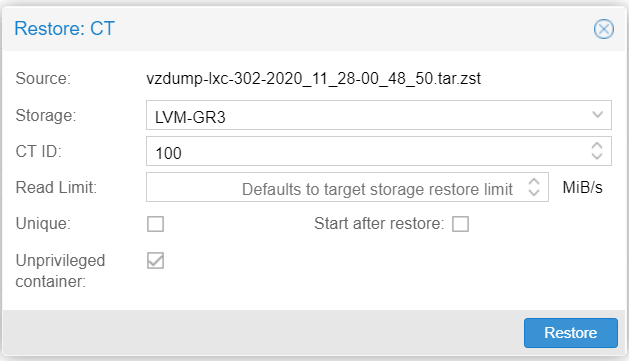 Restore: CT
Source: vzdump-lxc-302-2020_11_28-00_48_50.tar.zst
Storage: LVM-GR3
CT ID: 100
Read Limit: Defaults to target storage restore limit MiB/s
Unique: Start after restore:
Unprivileged
container:
Restore